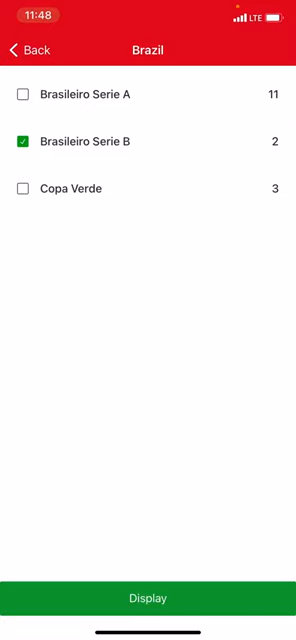 11:48 LTE
Back Brazil
Brasileiro Serie A 11
Brasileiro Serie B 2
Copa Verde 3
Display